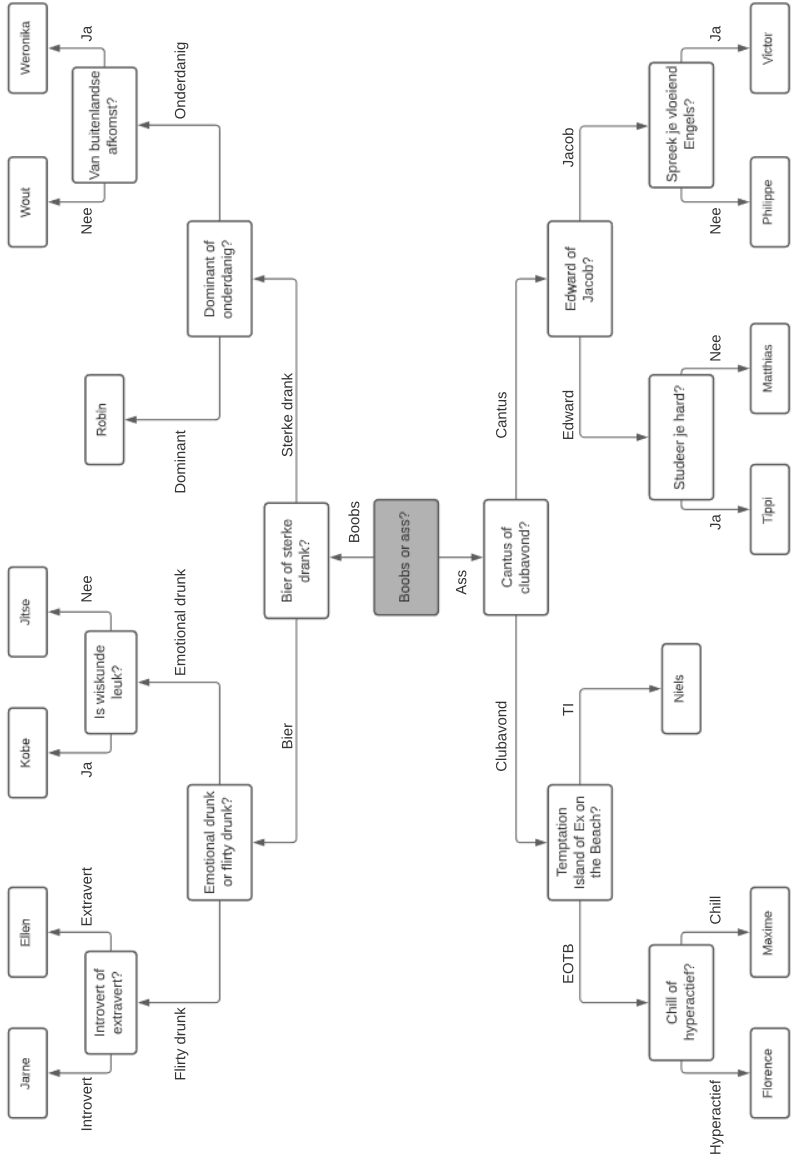 Jarne
Ellen
Kobe
Jitse
Wout
Weronika
Introvert
Extravert
Ja
Nee
Nee
Ja
Introvert of
extravert?
Is wiskunde
leuk?
Robin
Van buitenlandse
afkomst?
Flirty drunk
Emotional drunk
Dominant
Onderdanig
Emotional drunk
or flirty drunk?
Dominant of
onderdanig?
Bier
Sterke drank
Bier of sterke
drank?
Boobs
Boobs or ass?
Ass
Clubavond
Cantus of
clubavond?
Cantus
Temptation
Island of Ex on
the Beach?
Edward of
Jacob?
EOTB
TI
Edward
Jacob
Chill of
hyperactief?
Niels
Studeer je hard?
Spreek je vloeiend
Engels?
Hyperactief
Chill
Ja
Nee
Nee
Ja
Florence
Maxime
Tippi
Matthias
Philippe
Victor